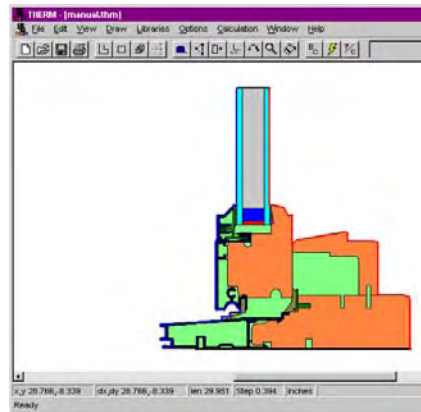 THERM - [manual.thm]
File Edit View Draw Libraries Options Calculation Window Help
x,y 28.766,-8.339 dx,dy 28.766,-8.339 len 29.951 Step 0.394 inches
Ready